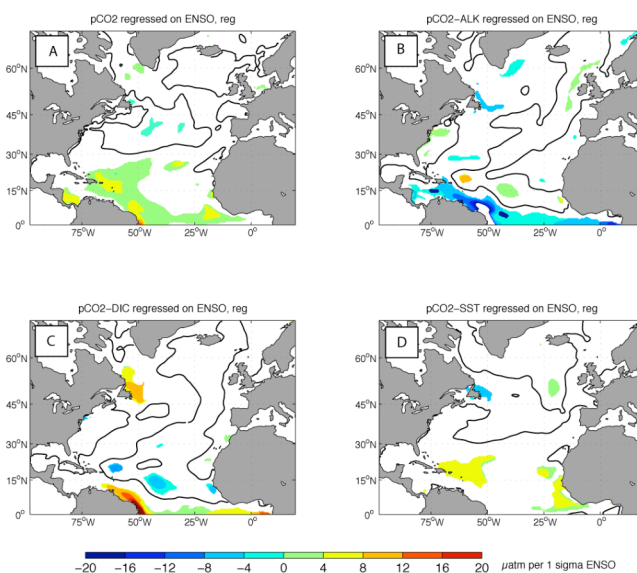 pCO2 regressed on ENSO, reg
pCO2−ALK regressed on ENSO, reg
A
B
60°N
45°N
30°N
15°N
0°
75°W
50°W
25°W
0°
60°N
45°N
30°N
15°N
0°
75°W
50°W
25°W
0°
pCO2−DIC regressed on ENSO, reg
pCO2−SST regressed on ENSO, reg
C
D
60°N
45°N
30°N
15°N
0°
75°W
50°W
25°W
0°
60°N
45°N
30°N
15°N
0°
75°W
50°W
25°W
0°
−20 −16 −12 −8 −4 0 4 8 12 16 20 µatm per 1 sigma ENSO